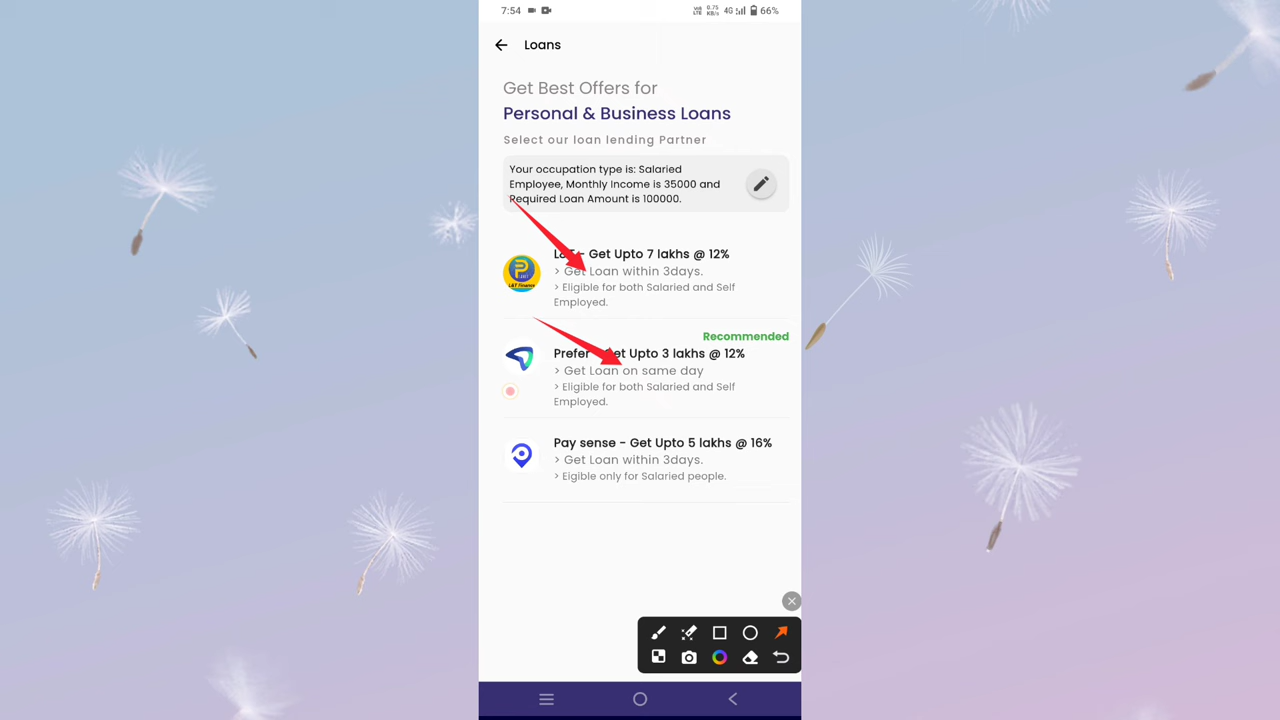 7:54
4G 66%
Loans
Get Best Offers for
Personal & Business Loans
Select our loan lending Partner
Your occupation type is: Salaried
Employee, Monthly Income is 35000 and
Required Loan Amount is 100000.
L&T - Get Upto 7 lakhs @ 12%
> Get Loan within 3days.
> Eligible for both Salaried and Self
Employed.
L&T Finance
Recommended
Prefer - Get Upto 3 lakhs @ 12%
> Get Loan on same day
> Eligible for both Salaried and Self
Employed.
Pay sense - Get Upto 5 lakhs @ 16%
> Get Loan within 3days.
> Eigible only for Salaried people.